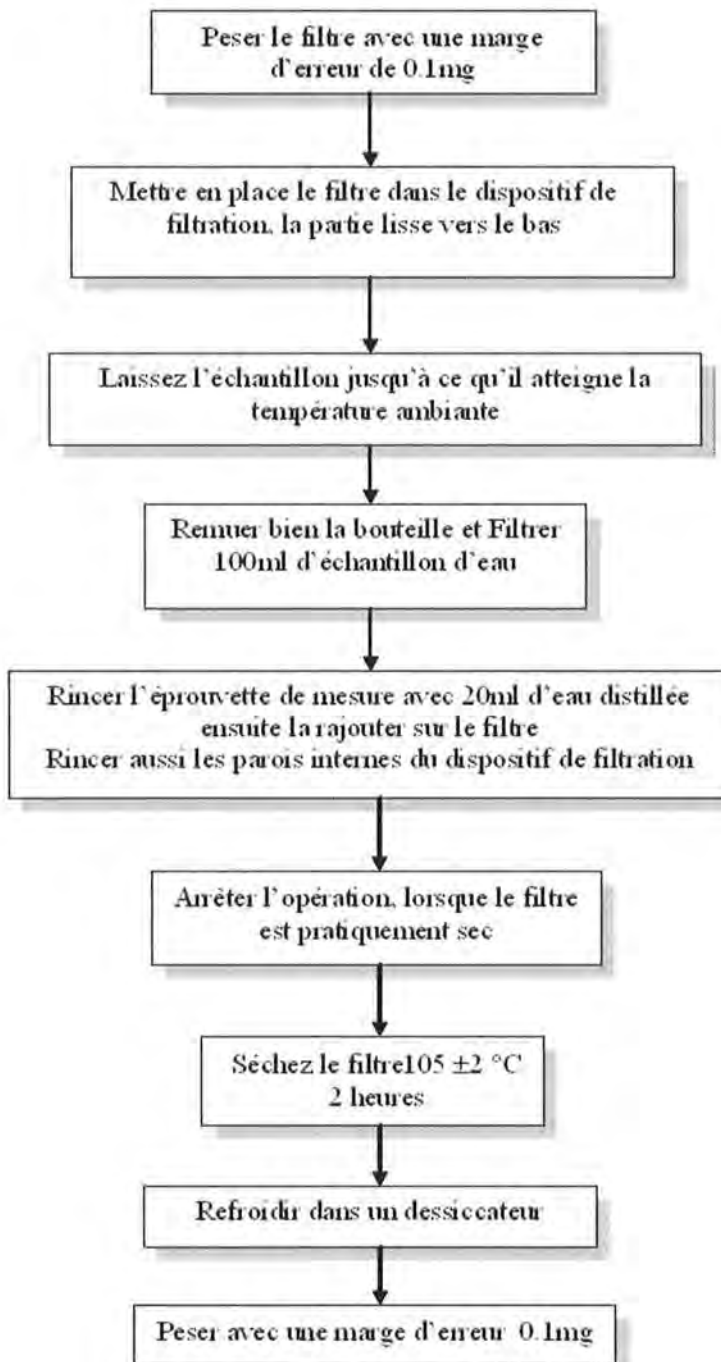 Peser le filtre avec une marge
d'erreur de 0.1mg
Mettre en place le filtre dans le dispositif de
filtration, la partie lisse vers le bas
Laissez l'échantillon jusqu'à ce qu'il atteigne la
température ambiante
Remuer bien la bouteille et Filtrer
100ml d'échantillon d'eau
Rincer l'éprouvette de mesure avec 20ml d'eau distillée
ensuite la rajouter sur le filtre
Rincer aussi les parois internes du dispositif de filtration
Arrêter l'opération, lorsque le filtre
est pratiquement sec
Séchez le filtre105 ±2 °C
2 heures
Refroidir dans un dessiccateur
Peser avec une marge d'erreur 0.1mg